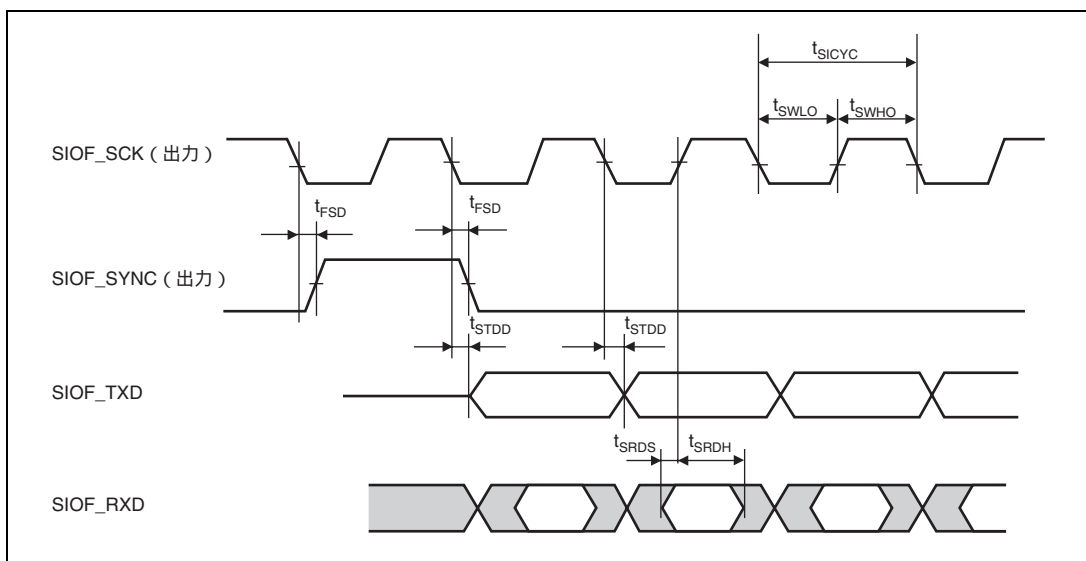 tSICYC
tSWLO tSWHO
SIOF_SCK（出力）
tFSD tFSD
SIOF_SYNC（出力）
tSTDD tSTDD
SIOF_TXD
tSRDS tSRDH
SIOF_RXD